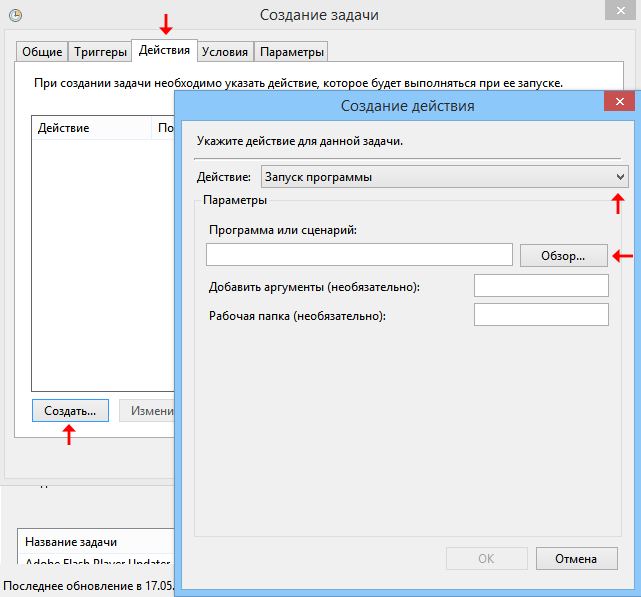 Создание задачи
Общие Триггеры Действия Условия Параметры
При создании задачи необходимо указать действие, которое будет выполняться при ее запуске.
Действие
По
Создать...
Измени
Создание действия
Укажите действие для данной задачи.
Действие: Запуск программы
Параметры
Программа или сценарий:
Обзор...
Добавить аргументы (необязательно):
Рабочая папка (необязательно):
OK Отмена
Название задачи
Adobe Flash Player Updater
Последнее обновление в 17.05.